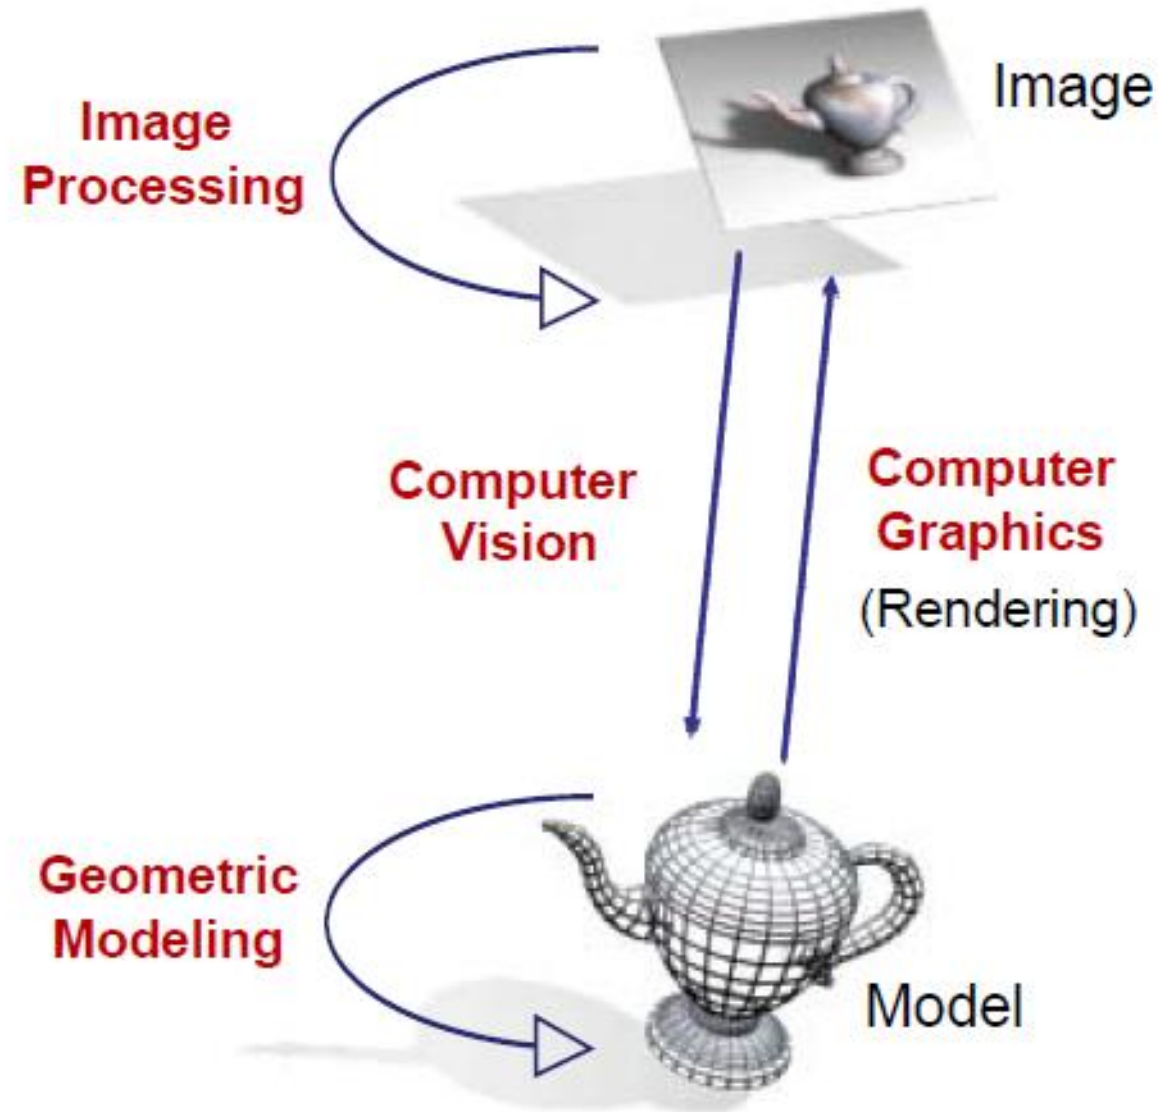 Image
Image
Processing
Computer
Vision
Computer
Graphics
(Rendering)
Geometric
Modeling
Model